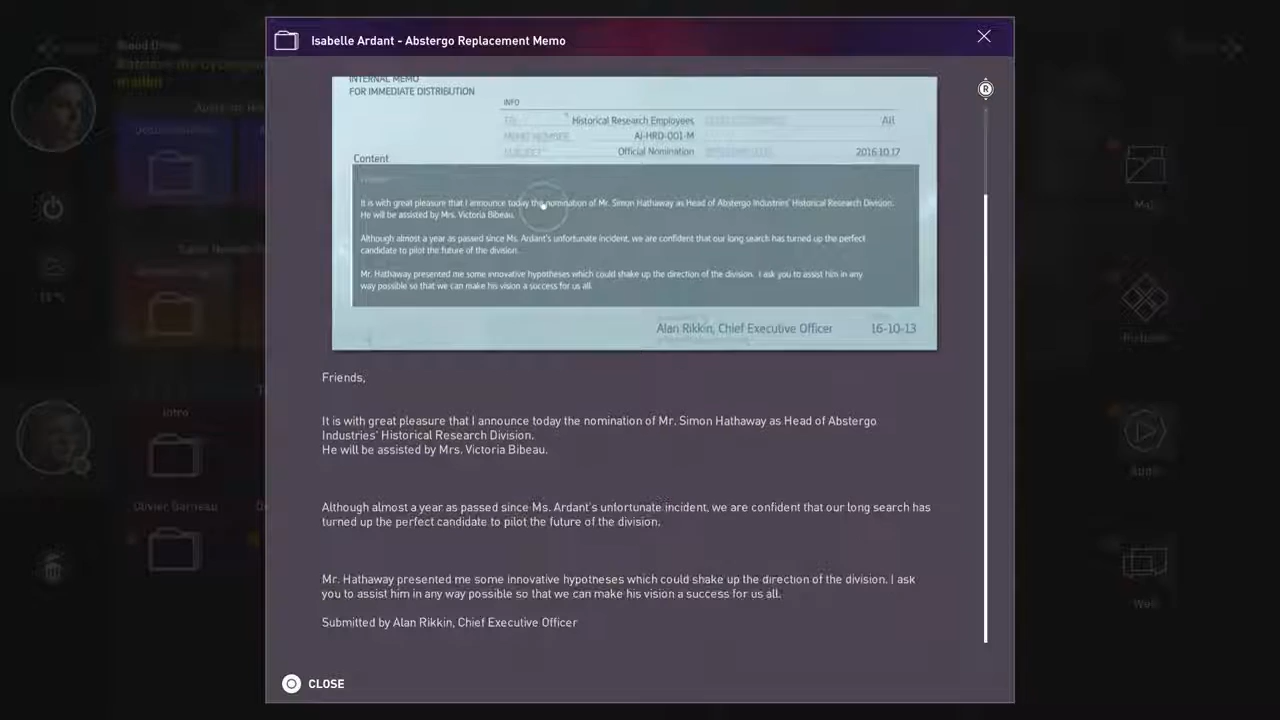 Isabelle Ardant - Abstergo Replacement Memo
INTERNAL MEMO
FOR IMMEDIATE DISTRIBUTION
INFO
TO Historical Research Employees All
MEMO NUMBER AI-HRD-001-M
SUBJECT Official Nomination 2016.10.17
Content
Friends,
It is with great pleasure that I announce today the nomination of Mr. Simon Hathaway as Head of Abstergo Industries' Historical Research Division.
He will be assisted by Mrs. Victoria Bibeau.
Although almost a year as passed since Ms. Ardant's unfortunate incident, we are confident that our long search has turned up the perfect
candidate to pilot the future of the division.
Mr. Hathaway presented me some innovative hypotheses which could shake up the direction of the division. I ask you to assist him in any
way possible so that we can make his vision a success for us all.
Alan Rikkin, Chief Executive Officer 16-10-13
Friends,
It is with great pleasure that I announce today the nomination of Mr. Simon Hathaway as Head of Abstergo
Industries' Historical Research Division.
He will be assisted by Mrs. Victoria Bibeau.
Although almost a year as passed since Ms. Ardant's unfortunate incident, we are confident that our long search has
turned up the perfect candidate to pilot the future of the division.
Mr. Hathaway presented me some innovative hypotheses which could shake up the direction of the division. I ask
you to assist him in any way possible so that we can make his vision a success for us all.
Submitted by Alan Rikkin, Chief Executive Officer
R
CLOSE
Blood
Intro
Olivier Garneau
Pictures
Audio